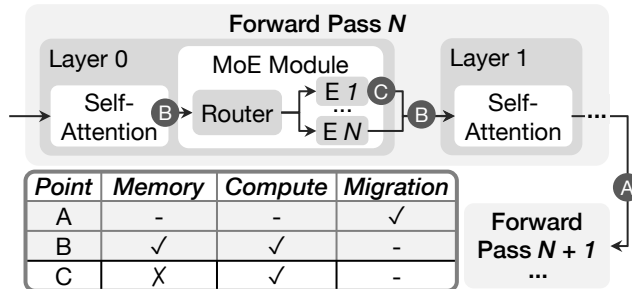 Forward Pass N
Layer 0
MoE Module
Layer 1
Self-
Attention
B
Router
E 1
C
...
E N
B
Self-
Attention
...
A
Point Memory Compute Migration
A - - ✓
B ✓ ✓ -
C ✗ ✓ -
Forward
Pass N + 1
...